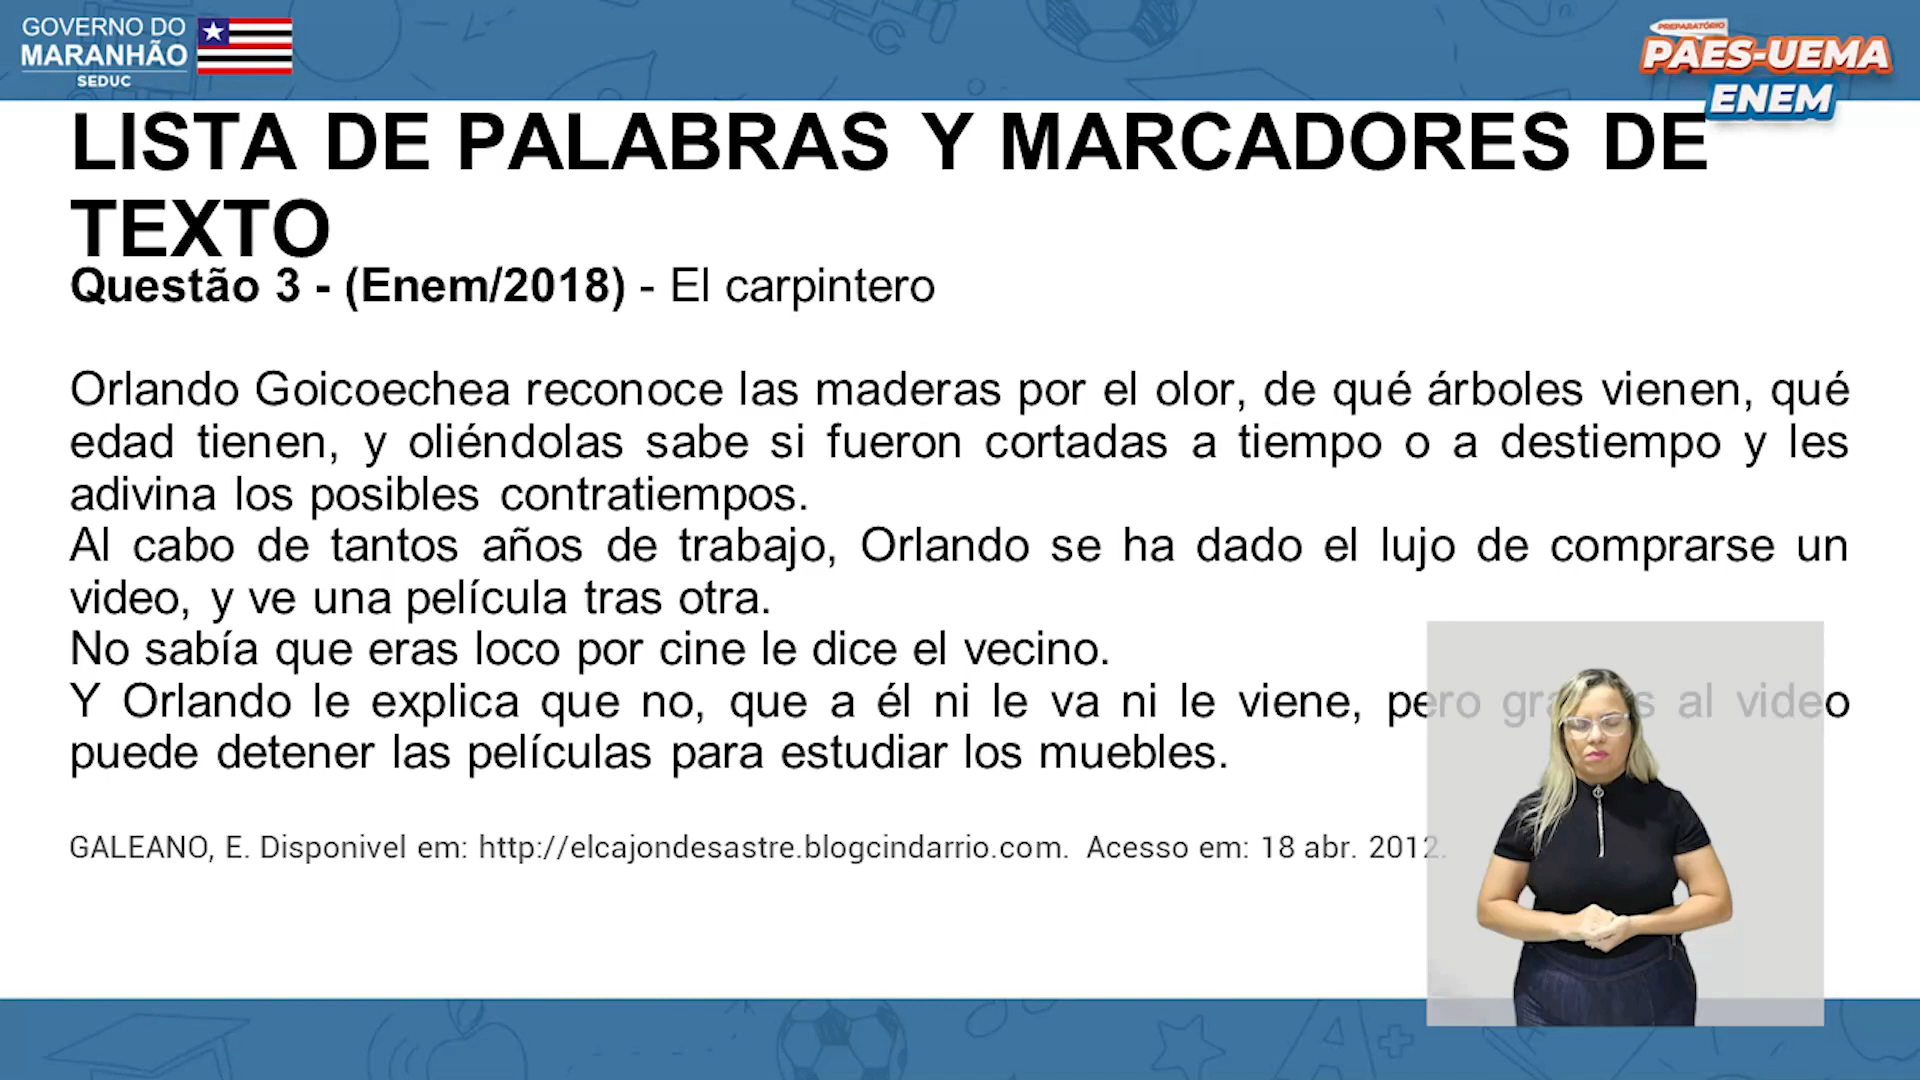 GOVERNO DO
MARANHÃO
SEDUC
PREPARATÓRIO
PAES-UEMA
ENEM
LISTA DE PALABRAS Y MARCADORES DE
TEXTO
Questão 3 - (Enem/2018) - El carpintero
Orlando Goicoechea reconoce las maderas por el olor, de qué árboles vienen, qué
edad tienen, y oliéndolas sabe si fueron cortadas a tiempo o a destiempo y les
adivina los posibles contratiempos.
Al cabo de tantos años de trabajo, Orlando se ha dado el lujo de comprarse un
video, y ve una película tras otra.
No sabía que eras loco por cine le dice el vecino.
Y Orlando le explica que no, que a él ni le va ni le viene, pero al video
puede detener las películas para estudiar los muebles.
GALEANO, E. Disponivel em: http://elcajondesastre.blogcindarrio.com. Acesso em: 18 abr. 2012.